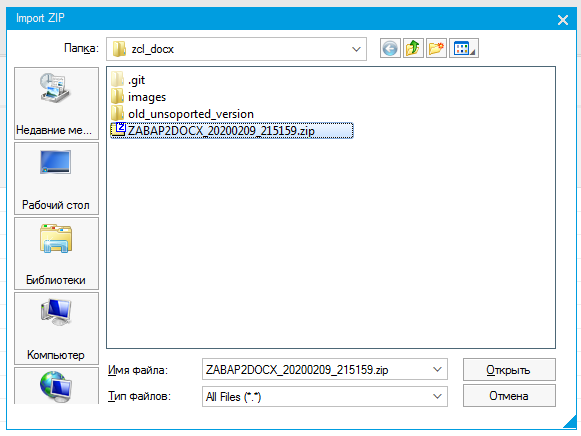 Import ZIP
Папка:
zcl_docx
.git
images
old_unsoported_version
ZABAP2DOCX_20200209_215159.zip
Недавние ме...
Рабочий стол
Библиотеки
Компьютер
Имя файла:
ZABAP2DOCX_20200209_215159.zip
Открыть
Тип файлов:
All Files (*.*)
Отмена